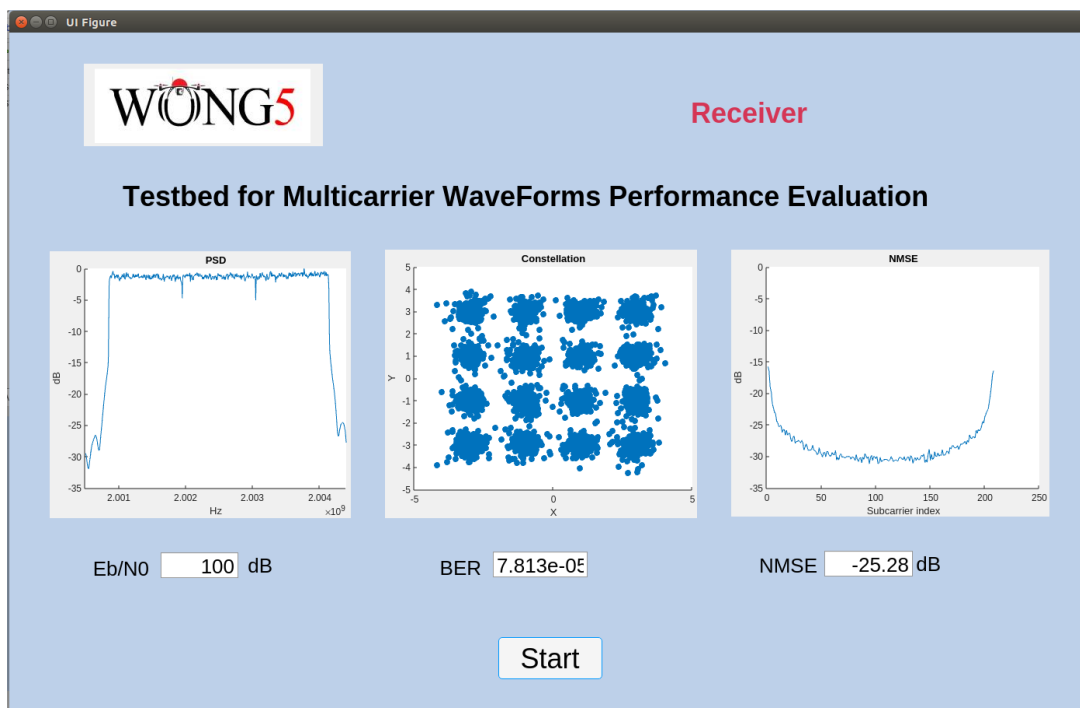 UI Figure
WONG5
Receiver
Testbed for Multicarrier WaveForms Performance Evaluation
PSD
0
-5
-10
-15
-20
-25
-30
-35
dB
2.001
2.002
2.003
2.004
Hz
×10⁹
Constellation
5
4
3
2
1
0
-1
-2
-3
-4
-5
Y
-5
0
5
X
NMSE
0
-5
-10
-15
-20
-25
-30
-35
dB
0
50
100
150
200
250
Subcarrier index
Eb/N0 100 dB
BER 7.813e-05
NMSE -25.28 dB
Start